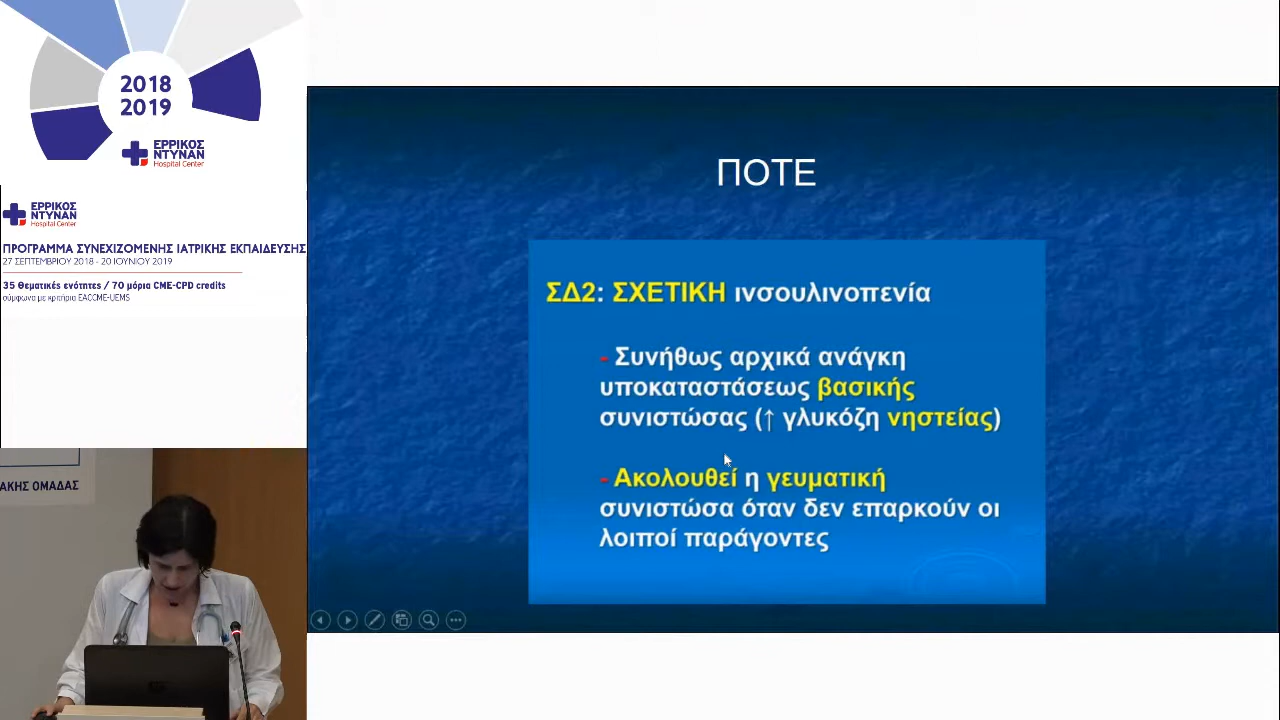 2018
2019
ΕΡΡΙΚΟΣ
ΝΤΥΝΑΝ
Hospital Center
ΕΡΡΙΚΟΣ
ΝΤΥΝΑΝ
Hospital Center
ΠΡΟΓΡΑΜΜΑ ΣΥΝΕΧΙΖΟΜΕΝΗΣ ΙΑΤΡΙΚΗΣ ΕΚΠΑΙΔΕΥΣΗΣ
27 ΣΕΠΤΕΜΒΡΙΟΥ 2018 - 20 ΙΟΥΝΙΟΥ 2019
35 θεματικές ενότητες / 70 μόρια CME-CPD credits
σύμφωνα με κριτήρια EACCME-UEMS
ΑΚΗΣ ΟΜΑΔΑΣ
ΠΟΤΕ
ΣΔ2: ΣΧΕΤΙΚΗ ινσουλινοπενία
- Συνήθως αρχικά ανάγκη
υποκαταστάσεως βασικής
συνιστώσας (↑ γλυκόζη νηστείας)
- Ακολουθεί η γευματική
συνιστώσα όταν δεν επαρκούν οι
λοιποί παράγοντες